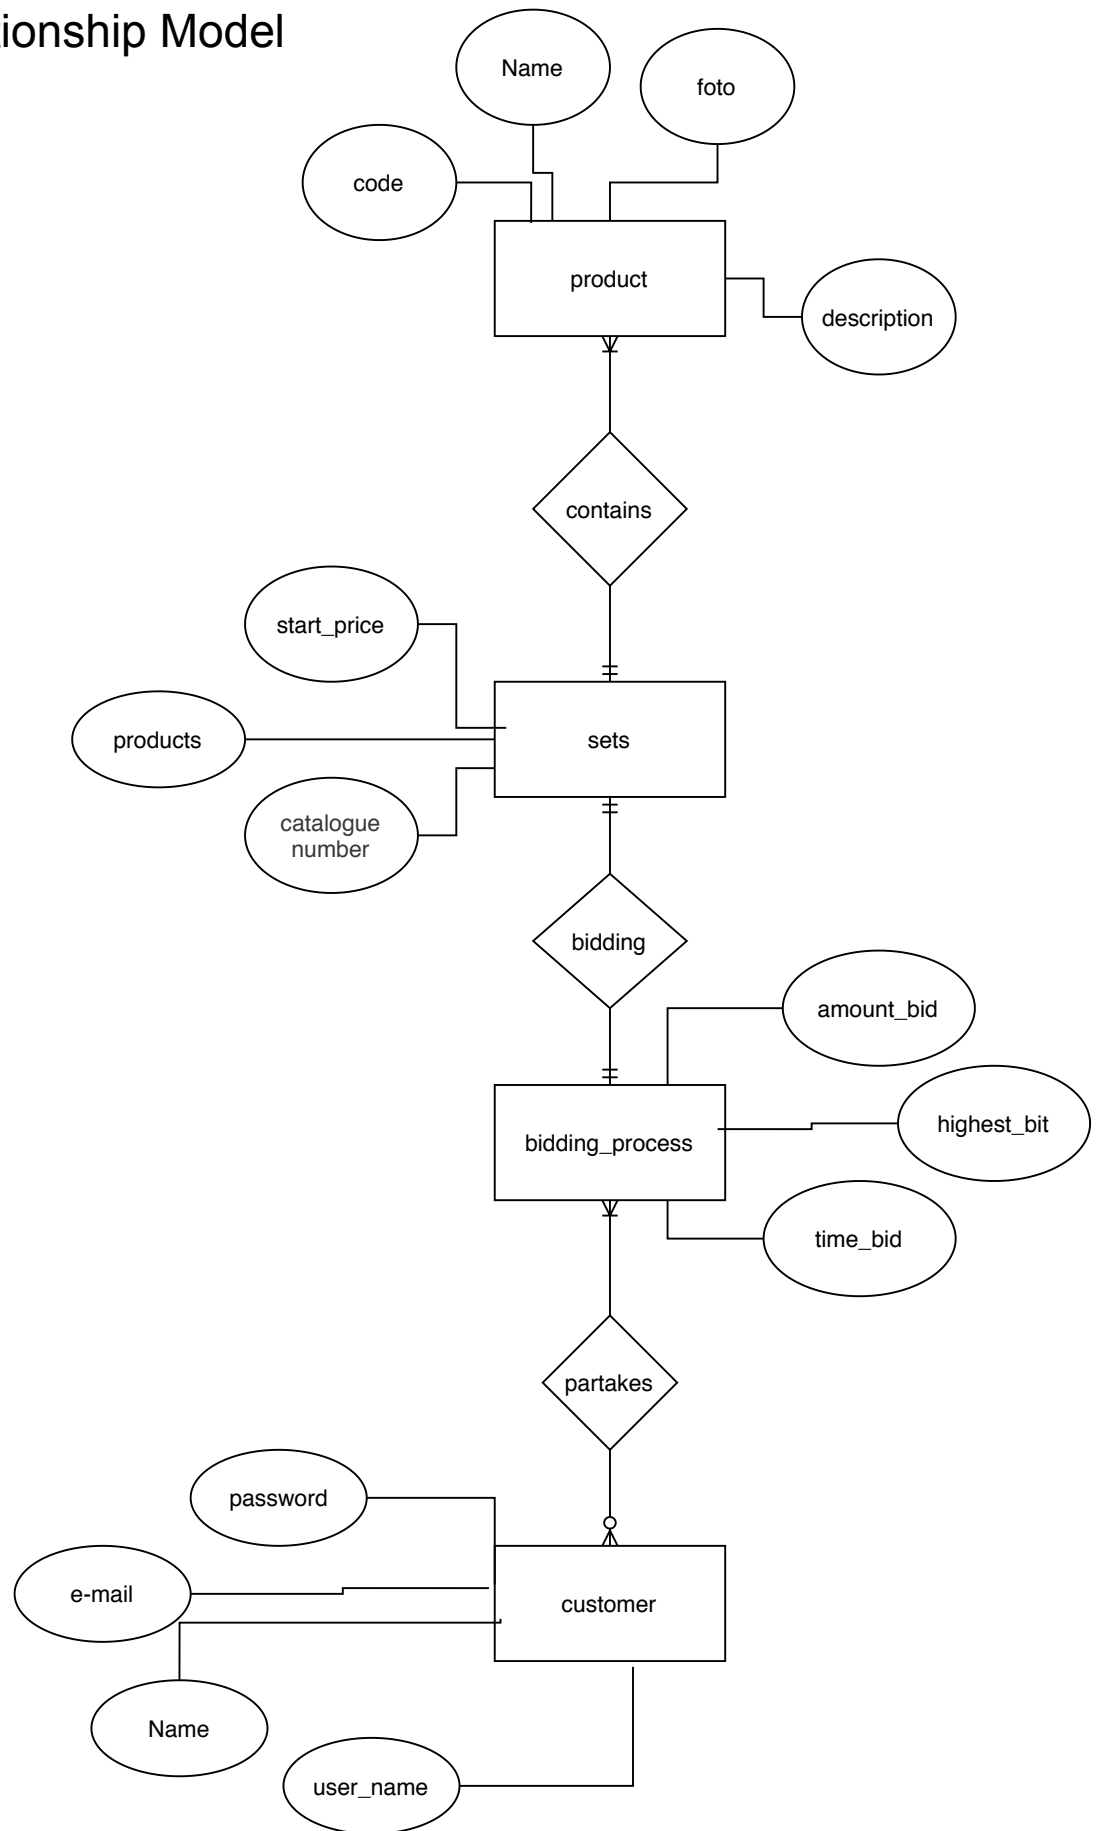 tionship Model
Name
foto
code
product
description
contains
start_price
products
sets
catalogue
number
bidding
amount_bid
highest_bit
bidding_process
time_bid
partakes
password
e-mail
customer
Name
user_name